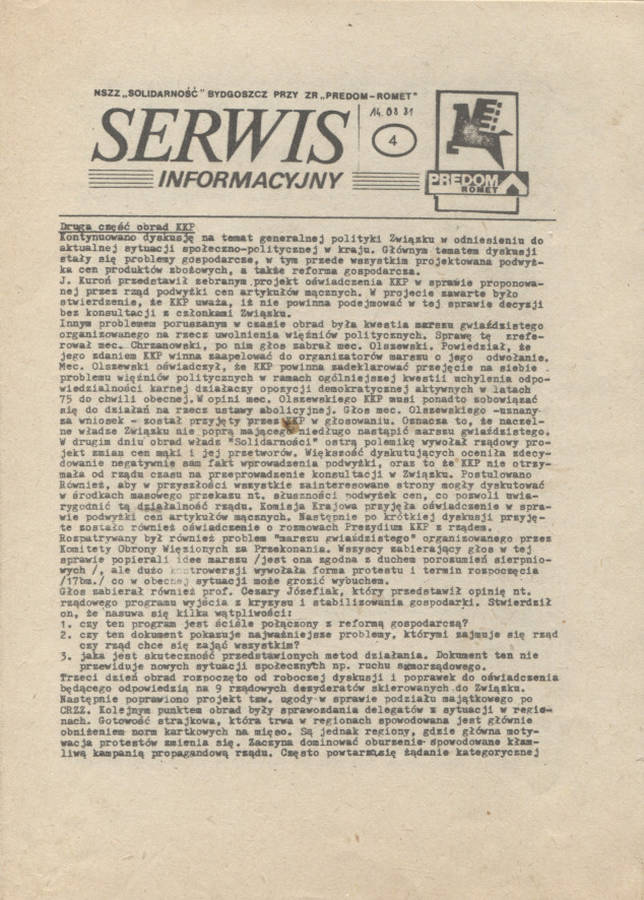 NSZZ „SOLIDARNOŚĆ" BYDGOSZCZ PRZY ZR „PREDOM-ROMET"
SERWIS
INFORMACYJNY
14.08 81
4
PREDOM
ROMET
Druga część obrad KKP
Kontynuowano dyskusję na temat generalnej polityki Związku w odniesieniu do
aktualnej sytuacji społeczno-politycznej w kraju. Głównym tematem dyskusji
stały się problemy gospodarcze, w tym przede wszystkim projektowana podwyż-
ka cen produktów zbożowych, a także reforma gospodarcza.
J. Kuroń przedstawił zebranym projekt oświadczenia KKP w sprawie proponowa-
nej przez rząd podwyżki cen artykułów mącznych. W projecie zawarte było
stwierdzenie, że KKP uważa, iż nie powinna podejmować w tej sprawie decyzji
bez konsultacji z członkami Związku.
Innym problemem poruszanym w czasie obrad była kwestia marszu gwiaździstego
organizowanego na rzecz uwolnienia więźniów politycznych. Sprawę tę zrefe-
rował mec. Chrzanowski, po nim głos zabrał mec. Olszewski. Powiedział, że
jego zdaniem KKP winna zaapelować do organizatorów marszu o jego odwołanie.
Mec. Olszewski oświadczył, że KKP powinna zadeklarować przejęcie na siebie
problemu więźniów politycznych w ramach ogólniejszej kwestii uchylenia odpo-
wiedzialności karnej działaczy opozycji demokratycznej aktywnych w latach
75 do chwili obecnej. W opini mec. Olszewskiego KKP musi ponadto zobowiązać
się do działań na rzecz ustawy abolicyjnej. Głos mec. Olszewskiego -uznany
za wniosek - został przyjęty przez KKP w głosowaniu. Oznacza to, że naczel-
ne władze Związku nie poprą mającego niedługo nastąpić marszu gwiaździstego.
W drugim dniu obrad władz "Solidarności" ostrą polemikę wywołał rządowy pro-
jekt zmian cen mąki i jej przetworów. Większość dyskutujących oceniła zdecy-
dowanie negatywnie sam fakt wprowadzenia podwyżki, oraz to że KKP nie otrzy-
mała od rządu czasu na przeprowadzenie konsultacji w Związku. Postulowano
Również, aby w przyszłości wszystkie zainteresowane strony mogły dyskutować
w środkach masowego przekazu nt. słuszności podwyżek cen, co pozwoli uwia-
rygodnić tą działalność rządu. Komisja Krajowa przyjęła oświadczenie w spra-
wie podwyżki cen artykułów mącznych. Następnie po krótkiej dyskusji przyję-
te zostało również oświadczenie o rozmowach Prezydium KKP z rządem.
Rozpatrywany był również problem "marszu gwiaździstego" organizowanego przez
Komitety Obrony Więzionych za Przekonania. Wszyscy zabierający głos w tej
sprawie popierali idee marszu /jest ona zgodna z duchem porozumień sierpnio-
wych /, ale dużo kontrowersji wywołała forma protestu i termin rozpoczęcia
/17bm./ co w obecnej sytuacji może grozić wybuchem.
Głos zabierał również prof. Cezary Józefiak, który przedstawił opinię nt.
rządowego programu wyjścia z kryzysu i stabilizowania gospodarki. Stwierdził
on, że nasuwa się kilka wątpliwości:
1. czy ten program jest ściśle połączony z reformą gospodarczą?
2. czy ten dokument pokazuje najważniejsze problemy, którymi zajmuje się rząd
czy rząd chce się zająć wszystkim?
3. jaka jest skuteczność przedstawionych metod działania. Dokument ten nie
przewiduje nowych sytuacji społecznych np. ruchu samorządowego.
Trzeci dzień obrad rozpoczęto od roboczej dyskusji i poprawek do oświadczenia
będącego odpowiedzią na 9 rządowych dezyderatów skierowanych do Związku.
Następnie poprawiono projekt tzw. ugody w sprawie podziału majątkowego po
CRZZ. Kolejnym punktem obrad były sprawozdania delegatów z sytuacji w regio-
nach. Gotowość strajkowa, która trwa w regionach spowodowana jest głównie
obniżeniem norm kartkowych na mięso. Są jednak regiony, gdzie główna moty-
wacja protestów zmienia się. Zaczyna dominować oburzenie spowodowane kłam-
liwą kampanią propagandową rządu. Często powtarza się żądanie kategorycznej